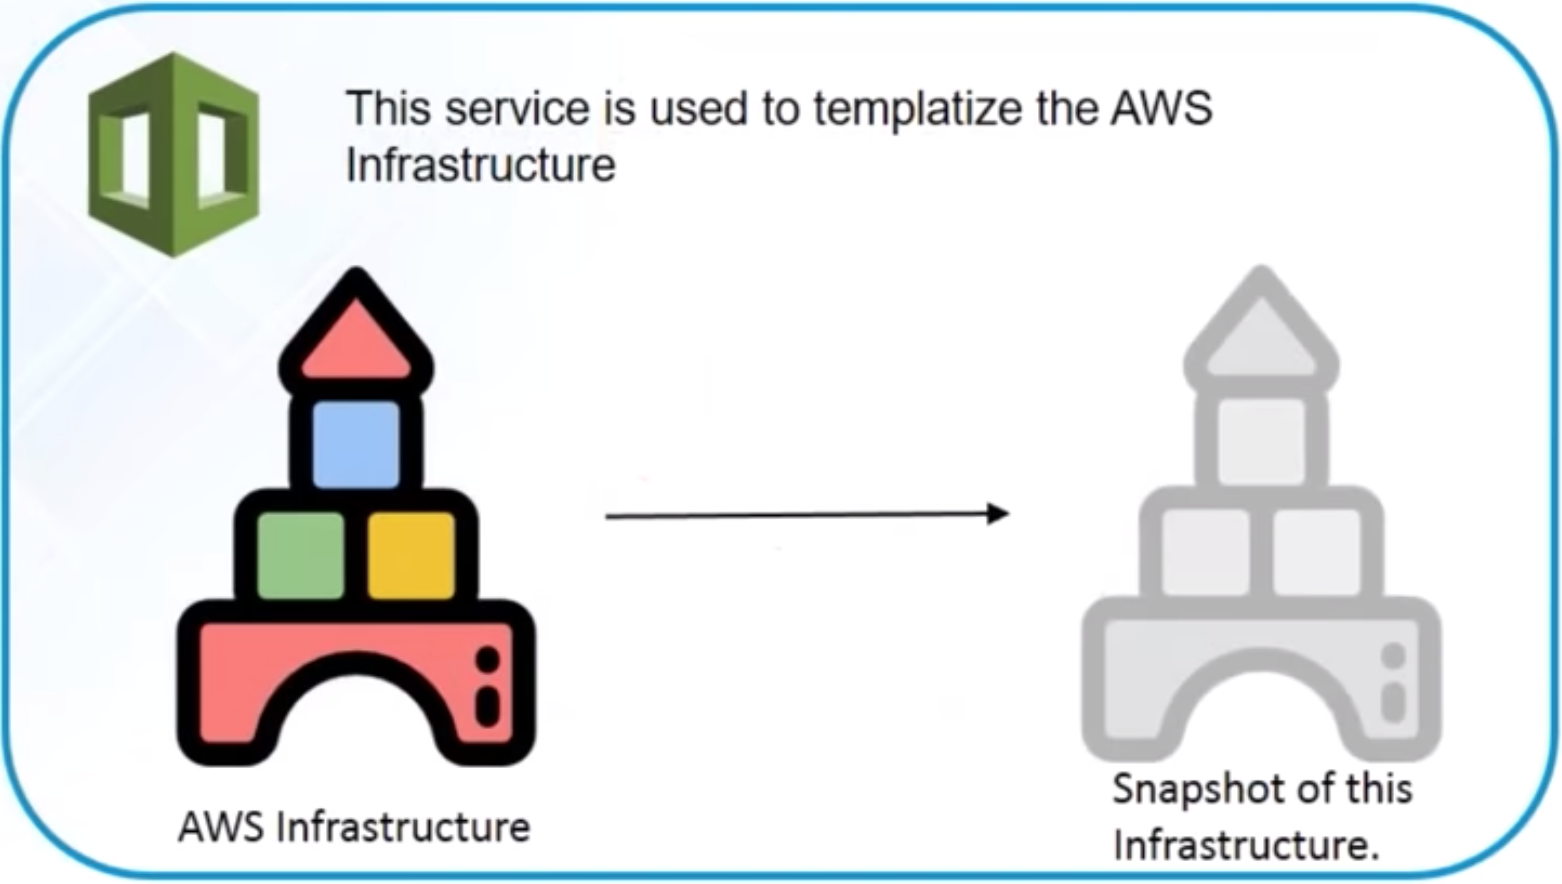 This service is used to templatize the AWS
Infrastructure
AWS Infrastructure
Snapshot of this
Infrastructure.